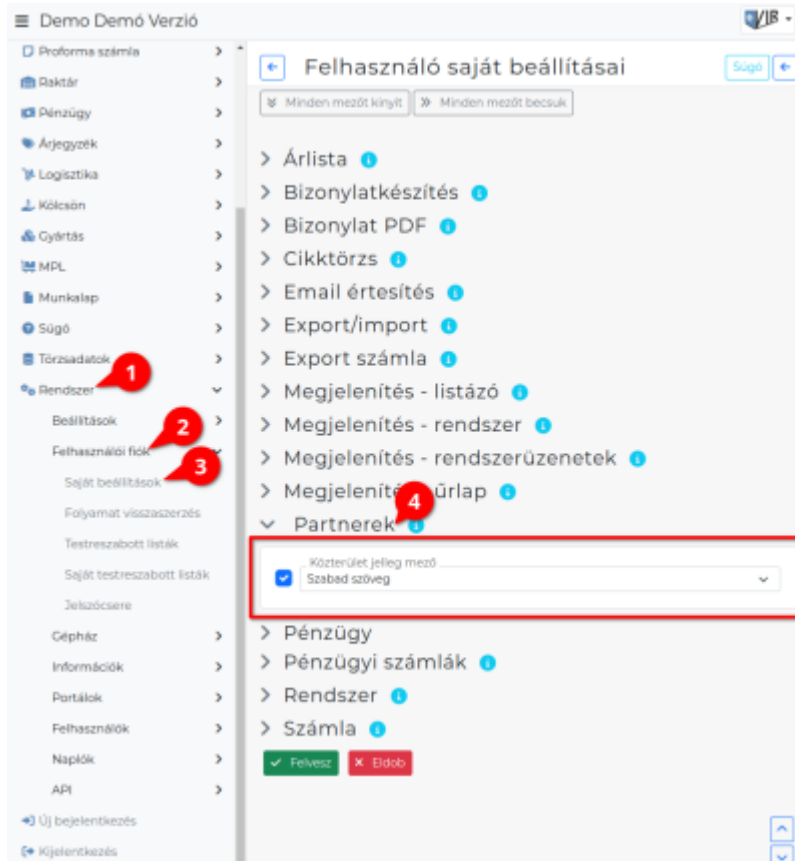 Demo Demó Verzió
VIR
Proforma számla
Raktár
Pénzügy
Árjegyzék
Logisztika
Kölcsön
Gyártás
MPL
Munkalap
Súgó
Törzsadatok
1
Rendszer
Beállítások
2
Felhasználói fiók
3
Saját beállítások
Folyamat visszaszerzés
Testreszabott listák
Saját testreszabott listák
Jelszócsere
Gépház
Információk
Portálok
Felhasználók
Naplók
API
Új bejelentkezés
Kijelentkezés
Felhasználó saját beállításai
Súgó
Minden mezőt kinyit
Minden mezőt becsuk
Árlista
Bizonylatkészítés
Bizonylat PDF
Cikktörzs
Email értesítés
Export/import
Export számla
Megjelenítés - listázó
Megjelenítés - rendszer
Megjelenítés - rendszerüzenetek
Megjeleníté űrlap
4
Partnerek
Közterület jelleg mező
Szabad szöveg
Pénzügy
Pénzügyi számlák
Rendszer
Számla
Felvesz
Eldob